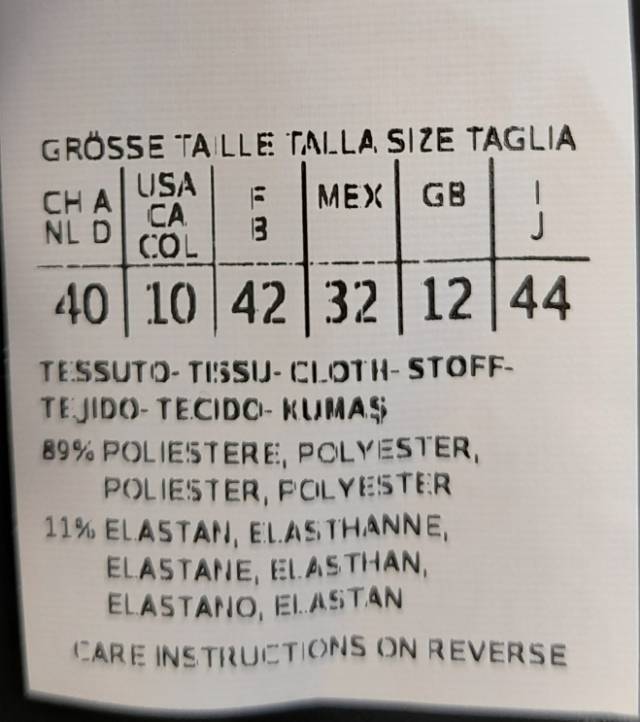 GRÖSSE TAILLE TALLA SIZE TAGLIA
CH A | USA | F | MEX | GB | I
NL D | CA | B | J
COL
40 | 10 | 42 | 32 | 12 | 44
TESSUTO- TISSU- CLOTH- STOFF-
TEJIDO- TECIDO- KUMAŞ
89% POLIESTERE, POLYESTER,
POLIESTER, POLYESTER
11% ELASTAN, ELASTHANNE,
ELASTANE, ELASTHAN,
ELASTANO, ELASTAN
CARE INSTRUCTIONS ON REVERSE